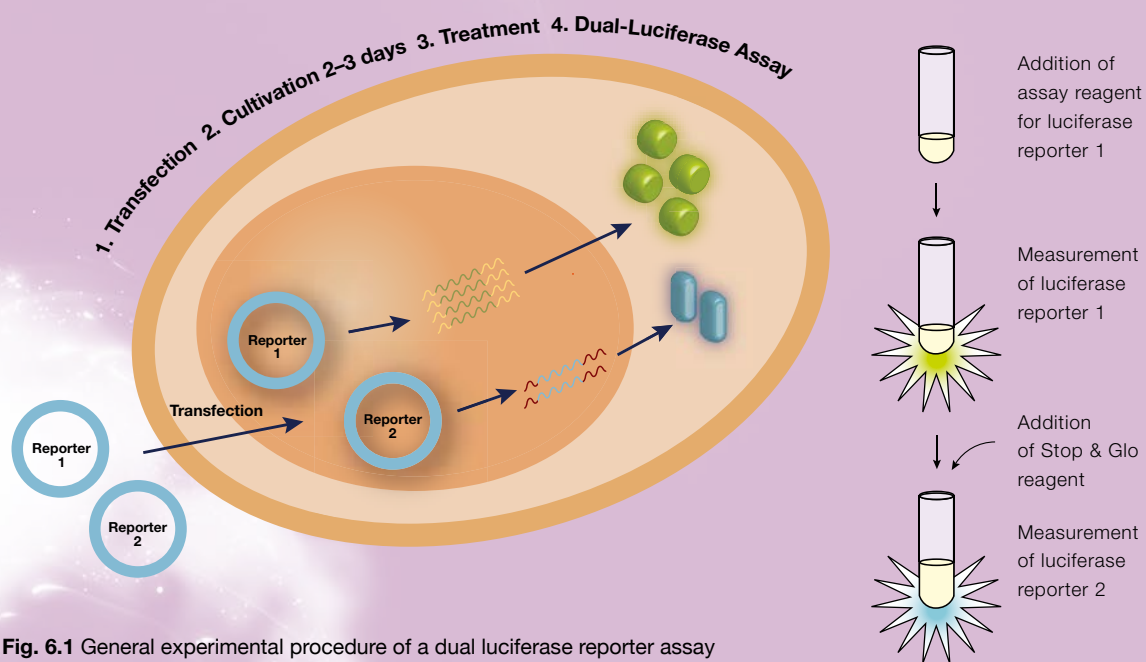 1. Transfection 2. Cultivation 2–3 days 3. Treatment 4. Dual-Luciferase Assay
Reporter
1
Reporter
2
Transfection
Reporter
1
Reporter
2
Addition of
assay reagent
for luciferase
reporter 1
Measurement
of luciferase
reporter 1
Addition
of Stop & Glo
reagent
Measurement
of luciferase
reporter 2
Fig. 6.1 General experimental procedure of a dual luciferase reporter assay